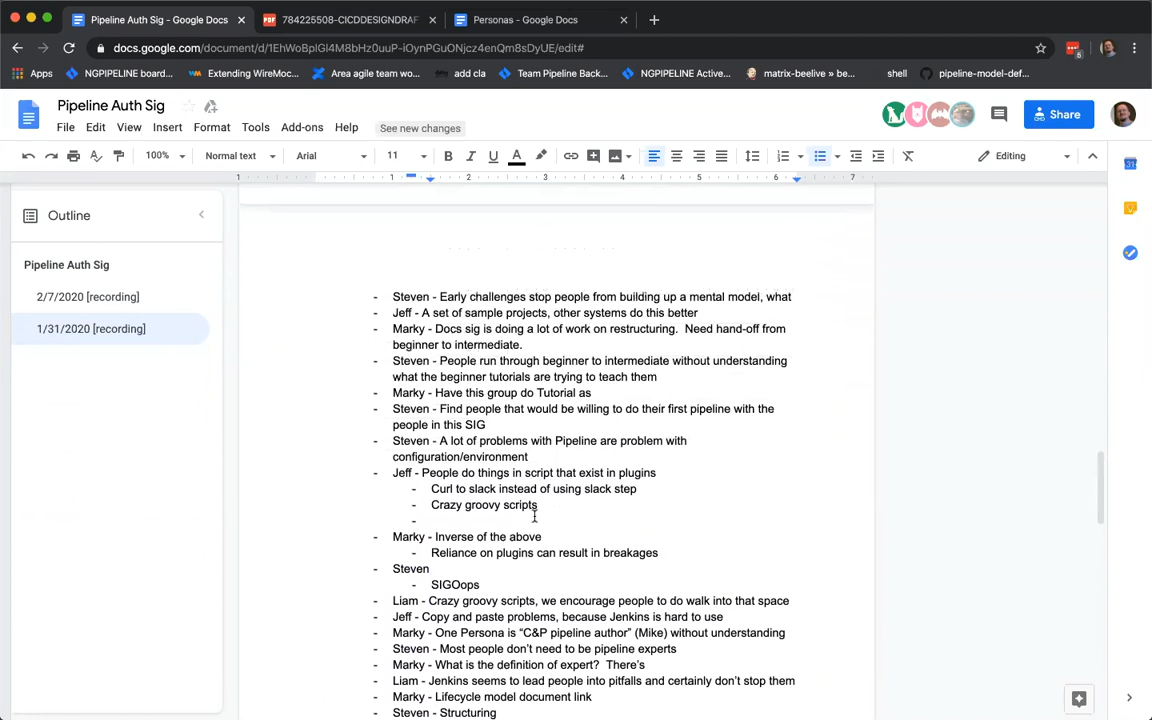 Pipeline Auth Sig - Google Docs
784225508-CICDDESIGNDRAF
Personas - Google Docs
docs.google.com/document/d/1EhWoBplGl4M8bHz0uuP-iOynPGuONjcz4enQm8sDyUE/edit#
Apps
NGPIPELINE board...
Extending WireMoc...
Area agile team wo...
add cla
Team Pipeline Back...
NGPIPELINE Active...
matrix-beelive » be...
shell
pipeline-model-def...
Pipeline Auth Sig
File Edit View Insert Format Tools Add-ons Help See new changes
Share
100% Normal text Arial 11 B I U A Editing
1 1 2 3 4 5 6 7
Outline
Pipeline Auth Sig
2/7/2020 [recording]
1/31/2020 [recording]
- Steven - Early challenges stop people from building up a mental model, what
- Jeff - A set of sample projects, other systems do this better
- Marky - Docs sig is doing a lot of work on restructuring.  Need hand-off from
beginner to intermediate.
- Steven - People run through beginner to intermediate without understanding
what the beginner tutorials are trying to teach them
- Marky - Have this group do Tutorial as
- Steven - Find people that would be willing to do their first pipeline with the
people in this SIG
- Steven - A lot of problems with Pipeline are problem with
configuration/environment
- Jeff - People do things in script that exist in plugins
- Curl to slack instead of using slack step
- Crazy groovy scripts
-
- Marky - Inverse of the above
- Reliance on plugins can result in breakages
- Steven
- SIGOops
- Liam - Crazy groovy scripts, we encourage people to do walk into that space
- Jeff - Copy and paste problems, because Jenkins is hard to use
- Marky - One Persona is “C&P pipeline author” (Mike) without understanding
- Steven - Most people don’t need to be pipeline experts
- Marky - What is the definition of expert?  There’s
- Liam - Jenkins seems to lead people into pitfalls and certainly don’t stop them
- Marky - Lifecycle model document link
- Steven - Structuring